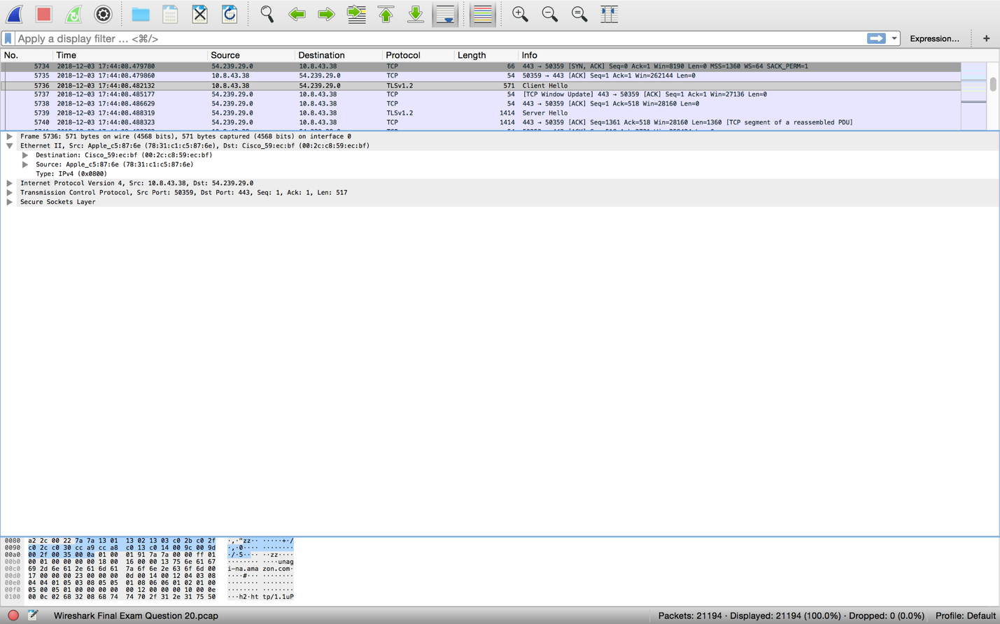 Apply a display filter … <⌘/>
Expression…
+
No. Time Source Destination Protocol Length Info
5734 2018-12-03 17:44:08.479780 54.239.29.0 10.8.43.38 TCP 66 443 → 50359 [SYN, ACK] Seq=0 Ack=1 Win=8190 Len=0 MSS=1360 WS=64 SACK_PERM=1
5735 2018-12-03 17:44:08.479860 10.8.43.38 54.239.29.0 TCP 54 50359 → 443 [ACK] Seq=1 Ack=1 Win=262144 Len=0
5736 2018-12-03 17:44:08.482132 10.8.43.38 54.239.29.0 TLSv1.2 571 Client Hello
5737 2018-12-03 17:44:08.485177 54.239.29.0 10.8.43.38 TCP 54 [TCP Window Update] 443 → 50359 [ACK] Seq=1 Ack=1 Win=27136 Len=0
5738 2018-12-03 17:44:08.486629 54.239.29.0 10.8.43.38 TCP 54 443 → 50359 [ACK] Seq=1 Ack=518 Win=28160 Len=0
5739 2018-12-03 17:44:08.488319 54.239.29.0 10.8.43.38 TLSv1.2 1414 Server Hello
5740 2018-12-03 17:44:08.488323 54.239.29.0 10.8.43.38 TCP 1414 443 → 50359 [ACK] Seq=1361 Ack=518 Win=28160 Len=1360 [TCP segment of a reassembled PDU]
Frame 5736: 571 bytes on wire (4568 bits), 571 bytes captured (4568 bits) on interface 0
Ethernet II, Src: Apple_c5:87:6e (78:31:c1:c5:87:6e), Dst: Cisco_59:ec:bf (00:2c:c8:59:ec:bf)
Destination: Cisco_59:ec:bf (00:2c:c8:59:ec:bf)
Source: Apple_c5:87:6e (78:31:c1:c5:87:6e)
Type: IPv4 (0x0800)
Internet Protocol Version 4, Src: 10.8.43.38, Dst: 54.239.29.0
Transmission Control Protocol, Src Port: 50359, Dst Port: 443, Seq: 1, Ack: 1, Len: 517
Secure Sockets Layer
0080 a2 2c 00 22 7a 7a 13 01 13 02 13 03 c0 2b c0 2f ·,·"zz·· ·····+·/
0090 c0 2c c0 30 cc a9 cc a8 c0 13 c0 14 00 9c 00 9d ·,·0···· ········
00a0 00 2f 00 35 00 0a 01 00 01 91 7a 7a 00 00 ff 01 ·/·5···· ··zz····
00b0 00 01 00 00 00 00 18 00 16 00 00 13 75 6e 61 67 ········ ····unag
00c0 69 2d 6e 61 2e 61 6d 61 7a 6f 6e 2e 63 6f 6d 00 i-na.ama zon.com·
00d0 17 00 00 00 23 00 00 00 0d 00 14 00 12 04 03 08 ····#··· ········
00e0 04 04 01 05 03 08 05 05 01 08 06 06 01 02 01 00 ········ ········
00f0 05 00 05 01 00 00 00 00 00 12 00 00 00 10 00 0e ········ ········
0100 00 0c 02 68 32 08 68 74 74 70 2f 31 2e 31 75 50 ···h2·ht tp/1.1uP
Wireshark Final Exam Question 20.pcap
Packets: 21194 · Displayed: 21194 (100.0%) · Dropped: 0 (0.0%)
Profile: Default